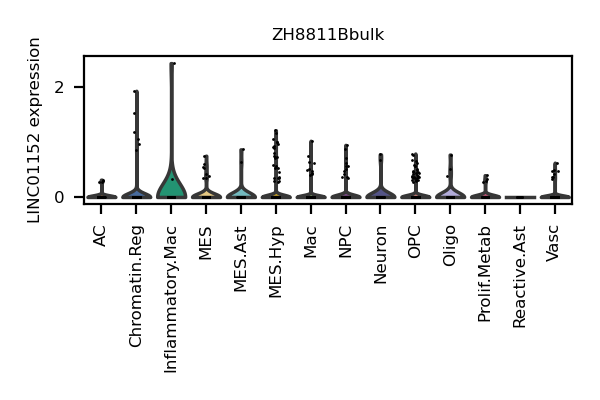 ZH8811Bbulk
LINC01152 expression
2
0
AC
Chromatin.Reg
Inflammatory.Mac
MES
MES.Ast
MES.Hyp
Mac
NPC
Neuron
OPC
Oligo
Prolif.Metab
Reactive.Ast
Vasc